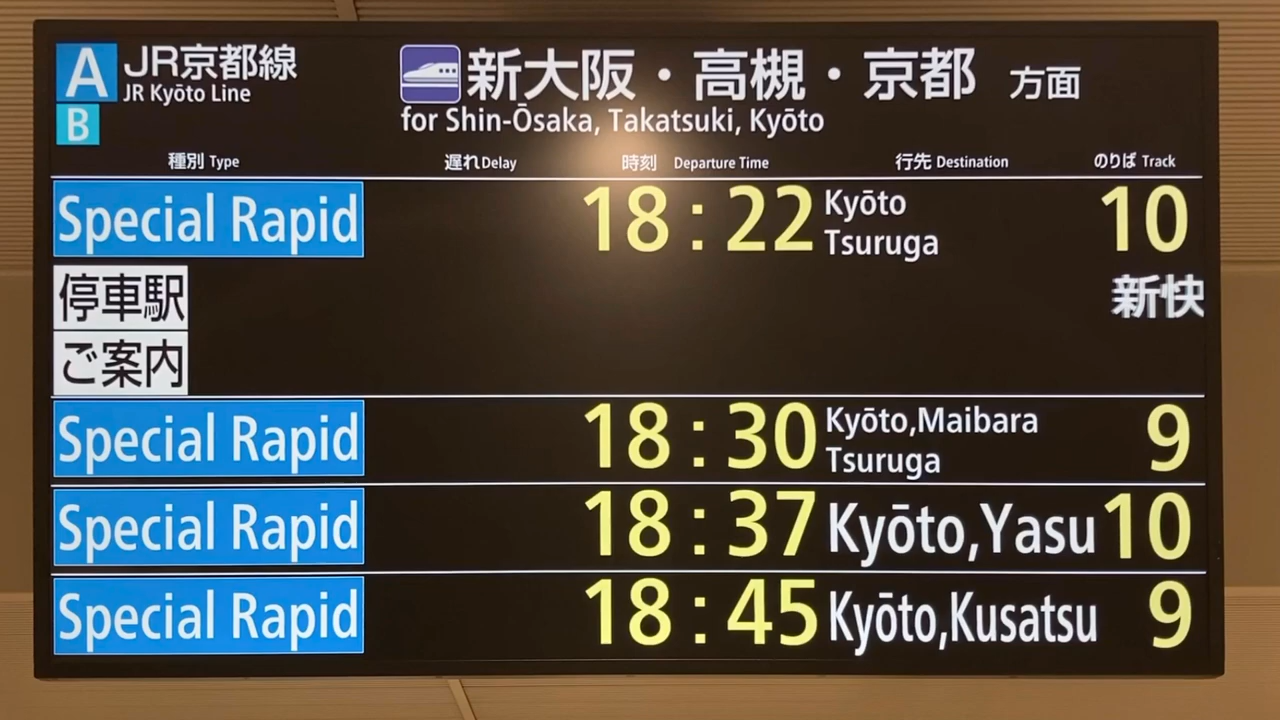 A JR京都線 新大阪・高槻・京都 方面
JR Kyōto Line
B for Shin-Ōsaka, Takatsuki, Kyōto
種別 Type 遅れ Delay 時刻 Departure Time 行先 Destination のりば Track
Special Rapid 18:22 Kyōto 10
Tsuruga
停車駅 新快
ご案内
Special Rapid 18:30 Kyōto,Maibara 9
Tsuruga
Special Rapid 18:37 Kyōto,Yasu 10
Special Rapid 18:45 Kyōto,Kusatsu 9